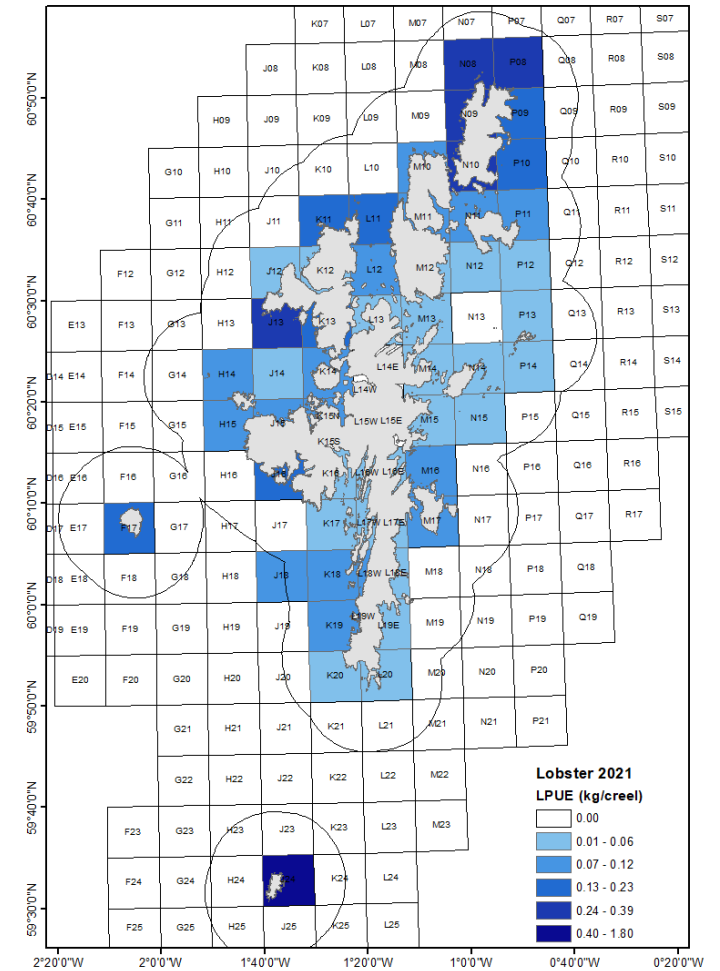 K07 L07 M07 N07 P07 Q07 R07 S07
J08 K08 L08 M08 N08 P08 Q08 R08 S08
60°50'0"N
H09 J09 K09 L09 M09 N09 P09 Q09 R09 S09
G10 H10 J10 K10 L10 M10 N10 P10 Q10 R10 S10
60°40'0"N
G11 H11 J11 K11 L11 M11 N11 P11 Q11 R11 S11
F12 G12 H12 J12 K12 L12 M12 N12 P12 Q12 R12 S12
60°30'0"N
E13 F13 G13 H13 J13 K13 L13 M13 N13 P13 Q13 R13 S13
D14 E14 F14 G14 H14 J14 K14 L14E M14 N14 P14 Q14 R14 S14
L14W
60°20'0"N
D15 E15 F15 G15 H15 J15 K15N L15W L15E M15 N15 P15 Q15 R15 S15
K15S
D16 E16 F16 G16 H16 J16 K16 L16W L16E M16 N16 P16 Q16 R16
60°10'0"N
D17 E17 F17 G17 H17 J17 K17 L17W L17E M17 N17 P17 Q17 R17
D18 E18 F18 G18 H18 J18 K18 L18W L18E M18 N18 P18 Q18
60°0'0"N
D19 E19 F19 G19 H19 J19 K19 L19W L19E M19 N19 P19 Q19
E20 F20 G20 H20 J20 K20 L20 M20 N20 P20
59°50'0"N
G21 H21 J21 K21 L21 M21 N21 P21
G22 H22 J22 K22 L22 M22
59°40'0"N
F23 G23 H23 J23 K23 L23 M23
F24 G24 H24 K24 L24
59°30'0"N
F25 G25 H25 J25 K25 L25
Lobster 2021
LPUE (kg/creel)
0.00
0.01 - 0.06
0.07 - 0.12
0.13 - 0.23
0.24 - 0.39
0.40 - 1.80
2°20'0"W 2°0'0"W 1°40'0"W 1°20'0"W 1°0'0"W 0°40'0"W 0°20'0"W